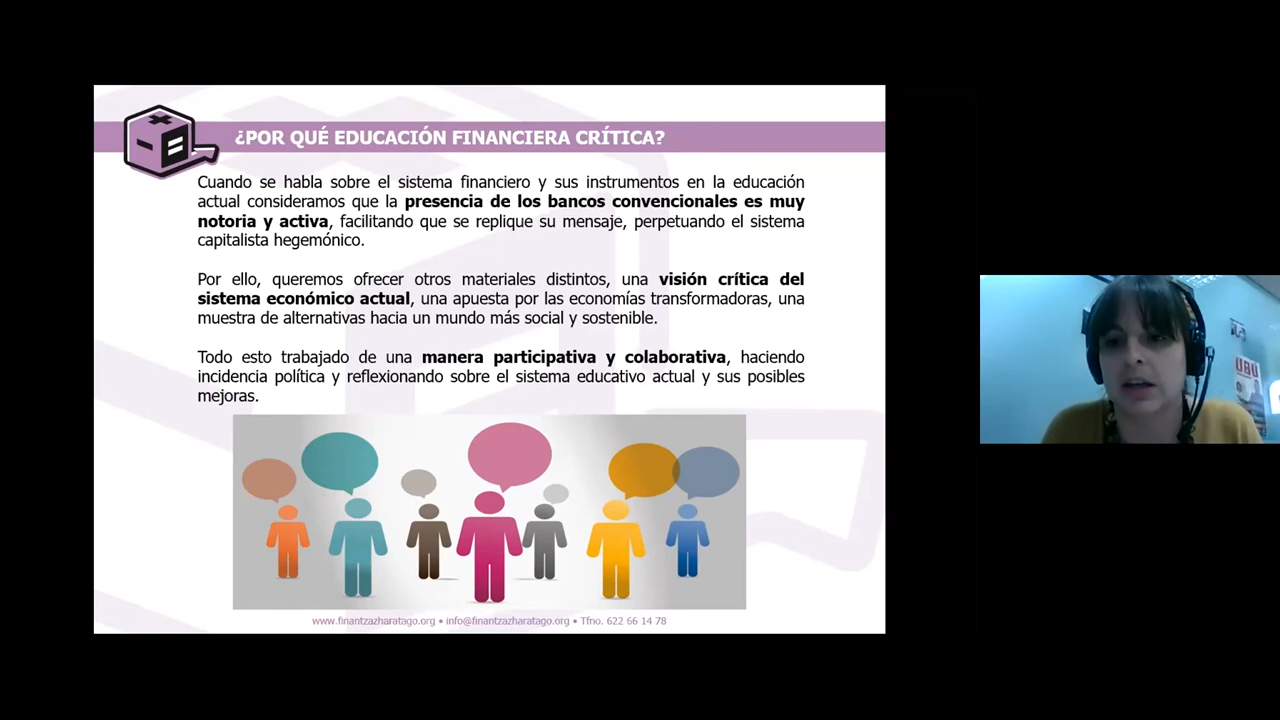 ¿POR QUÉ EDUCACIÓN FINANCIERA CRÍTICA?
Cuando se habla sobre el sistema financiero y sus instrumentos en la educación
actual consideramos que la presencia de los bancos convencionales es muy
notoria y activa, facilitando que se replique su mensaje, perpetuando el sistema
capitalista hegemónico.
Por ello, queremos ofrecer otros materiales distintos, una visión crítica del
sistema económico actual, una apuesta por las economías transformadoras, una
muestra de alternativas hacia un mundo más social y sostenible.
Todo esto trabajado de una manera participativa y colaborativa, haciendo
incidencia política y reflexionando sobre el sistema educativo actual y sus posibles
mejoras.
www.finantzazharatago.org • info@finantzazharatago.org • Tfno. 622 66 14 78
UBU